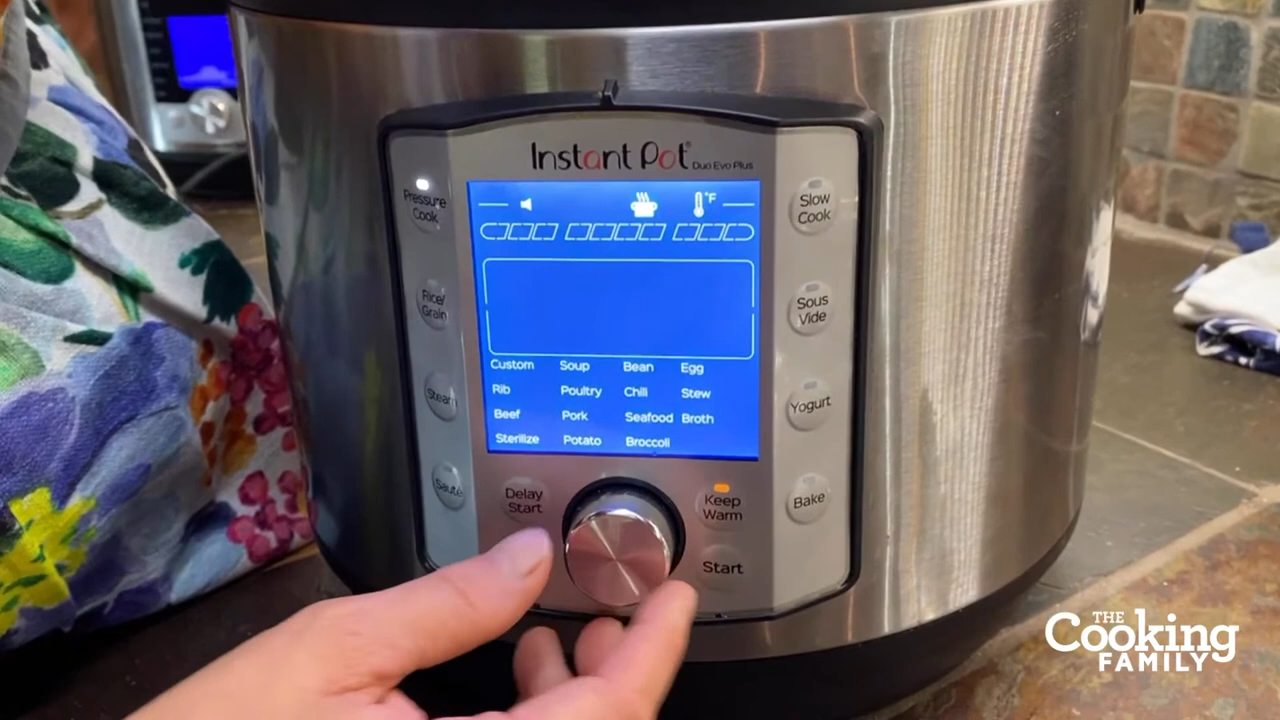 Instant Pot® Duo Evo Plus
Pressure
Cook
°F
Slow
Cook
Rice/
Grain
Sous
Vide
Custom Soup Bean Egg
Rib Poultry Chili Stew
Beef Pork Seafood Broth
Sterilize Potato Broccoli
Steam
Yogurt
Sauté
Delay
Start
Keep
Warm
Bake
Start
THE
Cooking
FAMILY